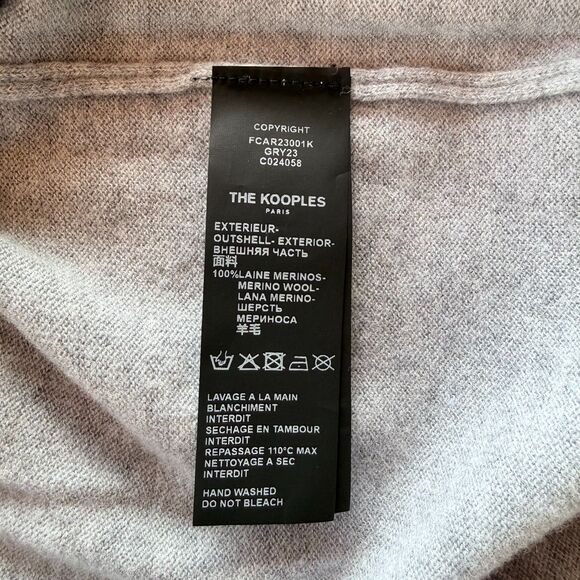 COPYRIGHT
FCAR23001K
GRY23
C024058
THE KOOPLES
PARIS
EXTERIEUR-
OUTSHELL- EXTERIOR-
ВНЕШНЯЯ ЧАСТЬ
面料
100%LAINE MERINOS-
MERINO WOOL-
LANA MERINO-
ШЕРСТЬ
МЕРИНОСА
羊毛
LAVAGE A LA MAIN
BLANCHIMENT
INTERDIT
SECHAGE EN TAMBOUR
INTERDIT
REPASSAGE 110°C MAX
NETTOYAGE A SEC
INTERDIT
HAND WASHED
DO NOT BLEACH